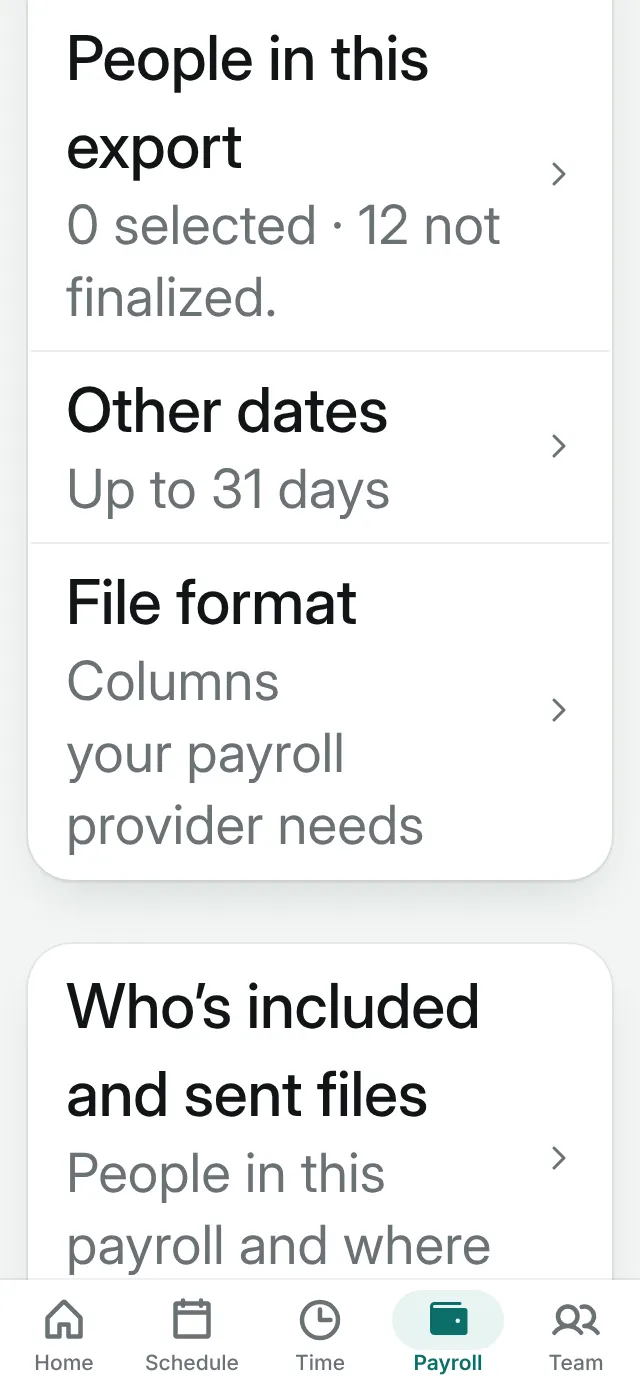 People in this
export
0 selected · 12 not
finalized.
Other dates
Up to 31 days
File format
Columns
your payroll
provider needs
Who’s included
and sent files
People in this
payroll and where
Home
Schedule
Time
Payroll
Team